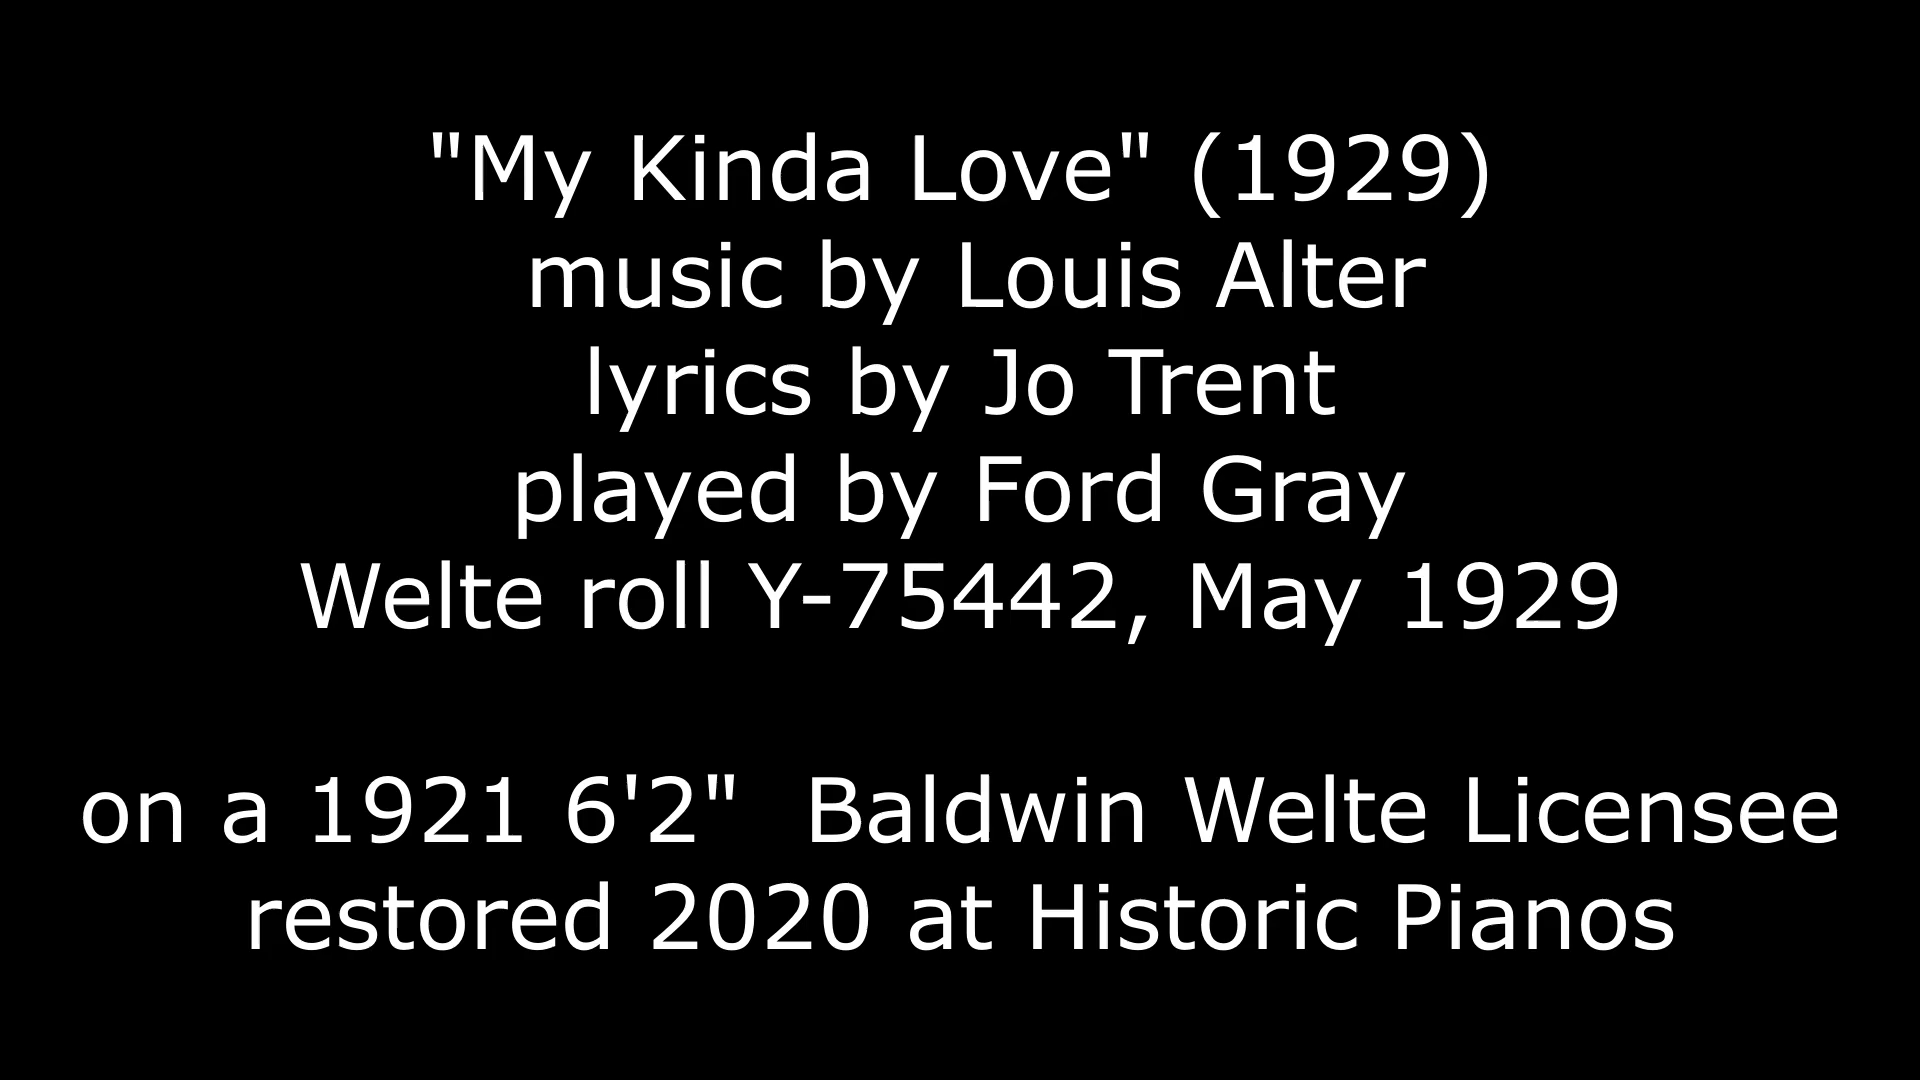 "My Kinda Love" (1929)
music by Louis Alter
lyrics by Jo Trent
played by Ford Gray
Welte roll Y-75442, May 1929
on a 1921 6'2"  Baldwin Welte Licensee
restored 2020 at Historic Pianos